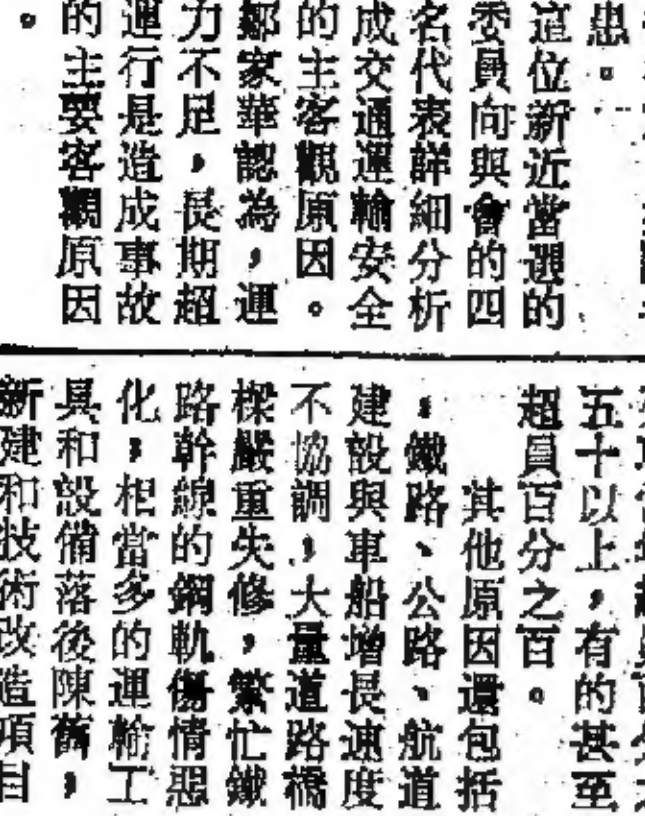 患。
這位新近當選的
委員向與會的四
名代表詳細分析
成交通運輸安全
的主客觀原因。
鄒家華認為，運
力不足，長期超
運行是造成事故
的主要客觀原因
。
五十以上，有的甚至
超員百分之百。
其他原因還包括
，鐵路、公路、航道
建設與車船增長速度
不協調，大量道路橋
樑嚴重失修，繁忙鐵
路幹線的鋼軌傷情惡
化，相當多的運輸工
具和設備落後陳舊，
新建和技術改造項目